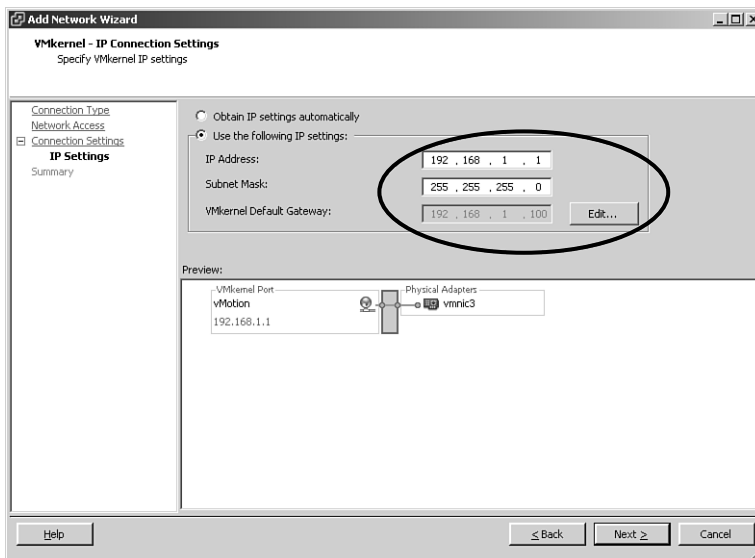 Add Network Wizard
VMkernel - IP Connection Settings
Specify VMkernel IP settings
Connection Type
Network Access
Connection Settings
IP Settings
Summary
Obtain IP settings automatically
Use the following IP settings:
IP Address: 192 . 168 . 1 . 1
Subnet Mask: 255 . 255 . 255 . 0
VMkernel Default Gateway: 192 . 168 . 1 . 100 Edit...
Preview:
VMkernel Port Physical Adapters
vMotion vmnic3
192.168.1.1
Help ≤ Back Next ≥ Cancel